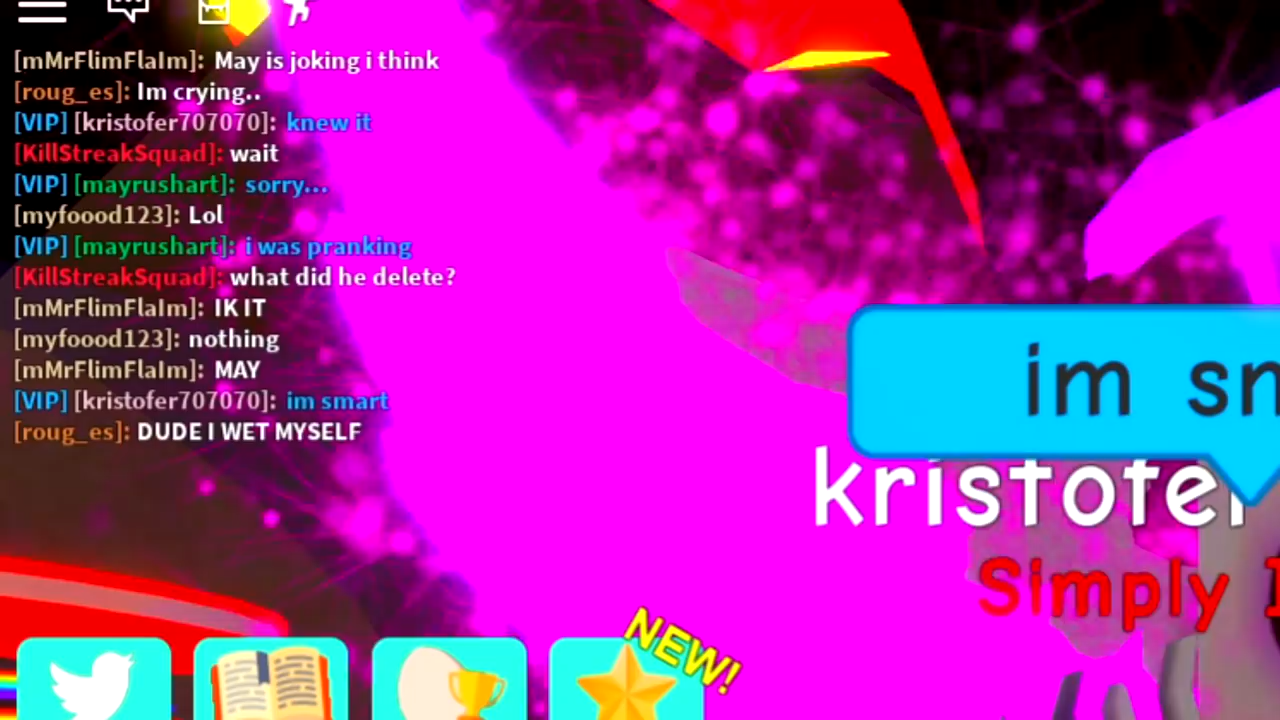 [mMrFlimFlaIm]: May is joking i think
[roug_es]: Im crying..
[VIP] [kristofer707070]: knew it
[KillStreakSquad]: wait
[VIP] [mayrushart]: sorry...
[myfoood123]: Lol
[VIP] [mayrushart]: i was pranking
[KillStreakSquad]: what did he delete?
[mMrFlimFlaIm]: IK IT
[myfoood123]: nothing
[mMrFlimFlaIm]: MAY
[VIP] [kristofer707070]: im smart
[roug_es]: DUDE I WET MYSELF
im sn
kristofer
Simply
NEW!